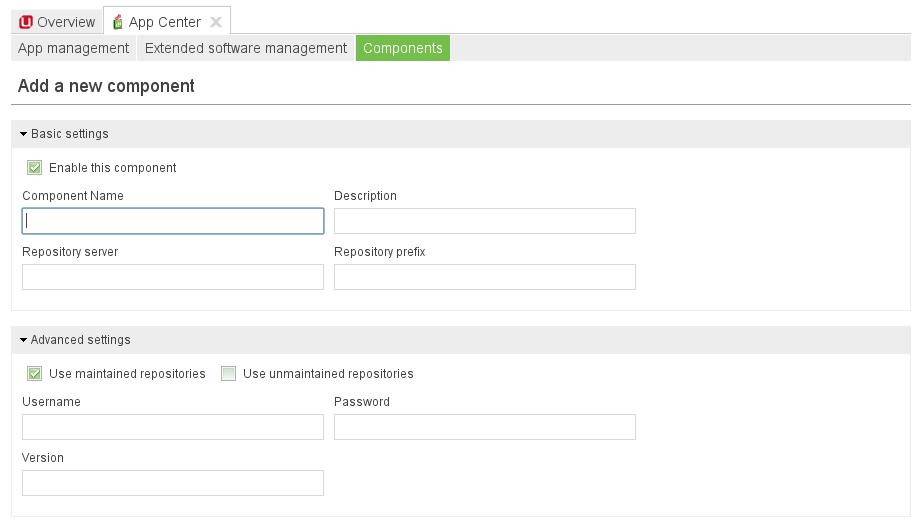 Overview App Center
App management Extended software management Components
Add a new component
Basic settings
Enable this component
Component Name Description
Repository server Repository prefix
Advanced settings
Use maintained repositories Use unmaintained repositories
Username Password
Version